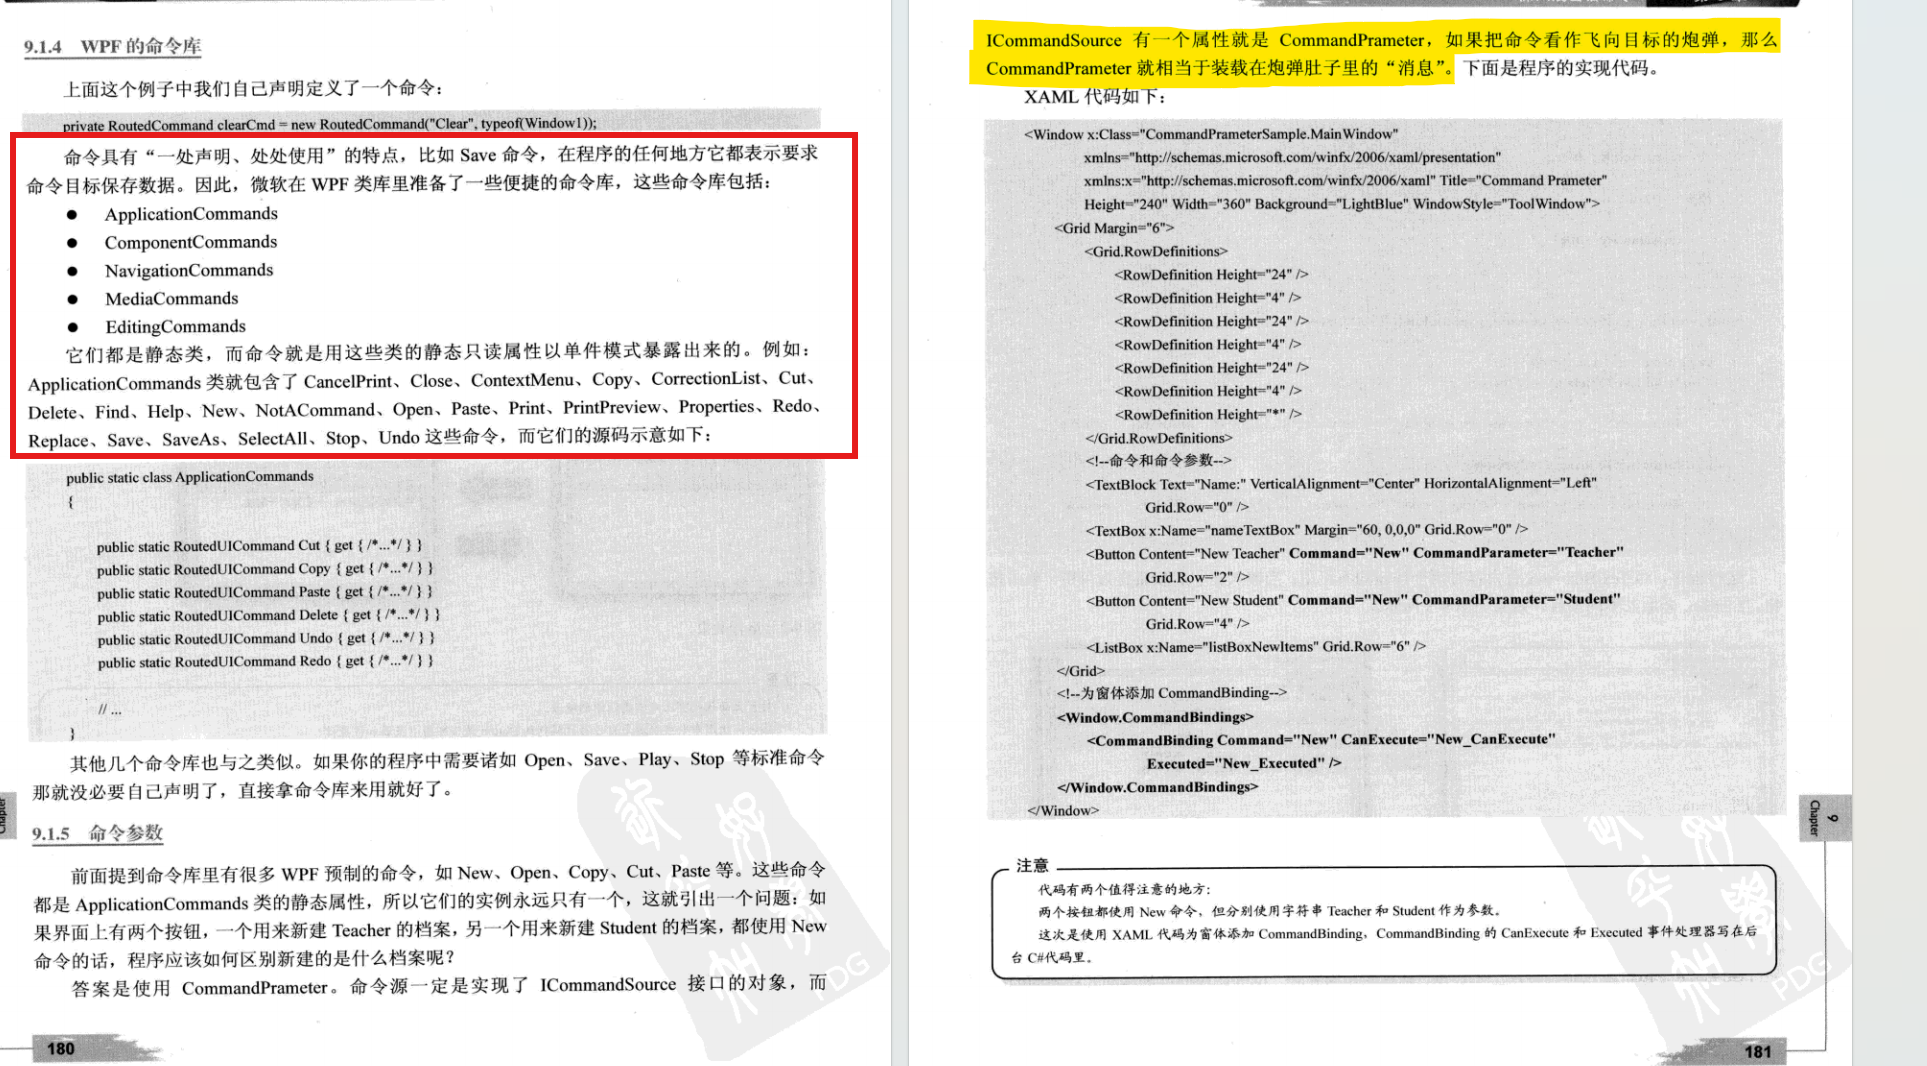 9.1.4 WPF 的命令库
上面这个例子中我们自己声明定义了一个命令：
private RoutedCommand clearCmd = new RoutedCommand("Clear", typeof(Window1));
命令具有“一处声明、处处使用”的特点，比如 Save 命令，在程序的任何地方它都表示要求
命令目标保存数据。因此，微软在 WPF 类库里准备了一些便捷的命令库，这些命令库包括：
● ApplicationCommands
● ComponentCommands
● NavigationCommands
● MediaCommands
● EditingCommands
它们都是静态类，而命令就是用这些类的静态只读属性以单件模式暴露出来的。例如：
ApplicationCommands 类就包含了 CancelPrint、Close、ContextMenu、Copy、CorrectionList、Cut、
Delete、Find、Help、New、NotACommand、Open、Paste、Print、PrintPreview、Properties、Redo、
Replace、Save、SaveAs、SelectAll、Stop、Undo 这些命令，而它们的源码示意如下：
public static class ApplicationCommands
{
public static RoutedUICommand Cut { get { /*...*/ } }
public static RoutedUICommand Copy { get { /*...*/ } }
public static RoutedUICommand Paste { get { /*...*/ } }
public static RoutedUICommand Delete { get { /*...*/ } }
public static RoutedUICommand Undo { get { /*...*/ } }
public static RoutedUICommand Redo { get { /*...*/ } }
// ...
}
其他几个命令库也与之类似。如果你的程序中需要诸如 Open、Save、Play、Stop 等标准命令
那就没必要自己声明了，直接拿命令库来用就好了。
9.1.5 命令参数
前面提到命令库里有很多 WPF 预制的命令，如 New、Open、Copy、Cut、Paste 等。这些命令
都是 ApplicationCommands 类的静态属性，所以它们的实例永远只有一个，这就引出一个问题：如
果界面上有两个按钮，一个用来新建 Teacher 的档案，另一个用来新建 Student 的档案，都使用 New
命令的话，程序应该如何区别新建的是什么档案呢？
答案是使用 CommandPrameter。命令源一定是实现了 ICommandSource 接口的对象，而
Chapter
180
ICommandSource 有一个属性就是 CommandPrameter，如果把命令看作飞向目标的炮弹，那么
CommandPrameter 就相当于装载在炮弹肚子里的“消息”。下面是程序的实现代码。
XAML 代码如下：
<Window x:Class="CommandPrameterSample.MainWindow"
xmlns="http://schemas.microsoft.com/winfx/2006/xaml/presentation"
xmlns:x="http://schemas.microsoft.com/winfx/2006/xaml" Title="Command Prameter"
Height="240" Width="360" Background="LightBlue" WindowStyle="ToolWindow">
<Grid Margin="6">
<Grid.RowDefinitions>
<RowDefinition Height="24" />
<RowDefinition Height="4" />
<RowDefinition Height="24" />
<RowDefinition Height="4" />
<RowDefinition Height="24" />
<RowDefinition Height="4" />
<RowDefinition Height="*" />
</Grid.RowDefinitions>
<!--命令和命令参数-->
<TextBlock Text="Name:" VerticalAlignment="Center" HorizontalAlignment="Left"
Grid.Row="0" />
<TextBox x:Name="nameTextBox" Margin="60, 0,0,0" Grid.Row="0" />
<Button Content="New Teacher" Command="New" CommandParameter="Teacher"
Grid.Row="2" />
<Button Content="New Student" Command="New" CommandParameter="Student"
Grid.Row="4" />
<ListBox x:Name="listBoxNewItems" Grid.Row="6" />
</Grid>
<!--为窗体添加 CommandBinding-->
<Window.CommandBindings>
<CommandBinding Command="New" CanExecute="New_CanExecute"
Executed="New_Executed" />
</Window.CommandBindings>
</Window>
Chapter 9
注意
代码有两个值得注意的地方：
两个按钮都使用 New 命令，但分别使用字符串 Teacher 和 Student 作为参数。
这次是使用 XAML 代码为窗体添加 CommandBinding，CommandBinding 的 CanExecute 和 Executed 事件处理器写在后
台 C#代码里。
PDG
PDG
181